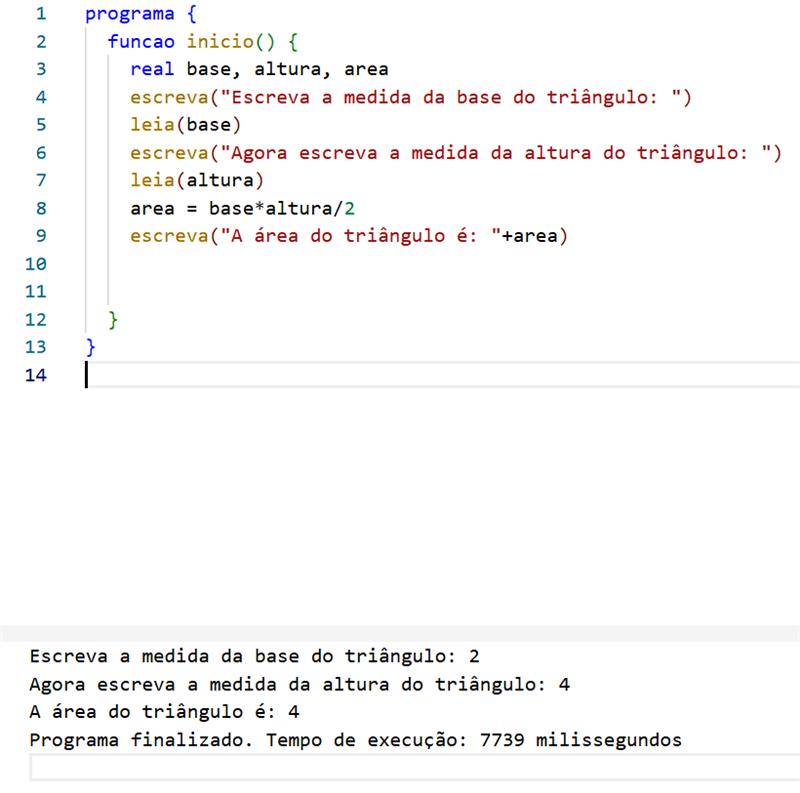 1 programa {
2 funcao inicio() {
3 real base, altura, area
4 escreva("Escreva a medida da base do triângulo: ")
5 leia(base)
6 escreva("Agora escreva a medida da altura do triângulo: ")
7 leia(altura)
8 area = base*altura/2
9 escreva("A área do triângulo é: "+area)
10
11
12 }
13 }
14
Escreva a medida da base do triângulo: 2
Agora escreva a medida da altura do triângulo: 4
A área do triângulo é: 4
Programa finalizado. Tempo de execução: 7739 milissegundos